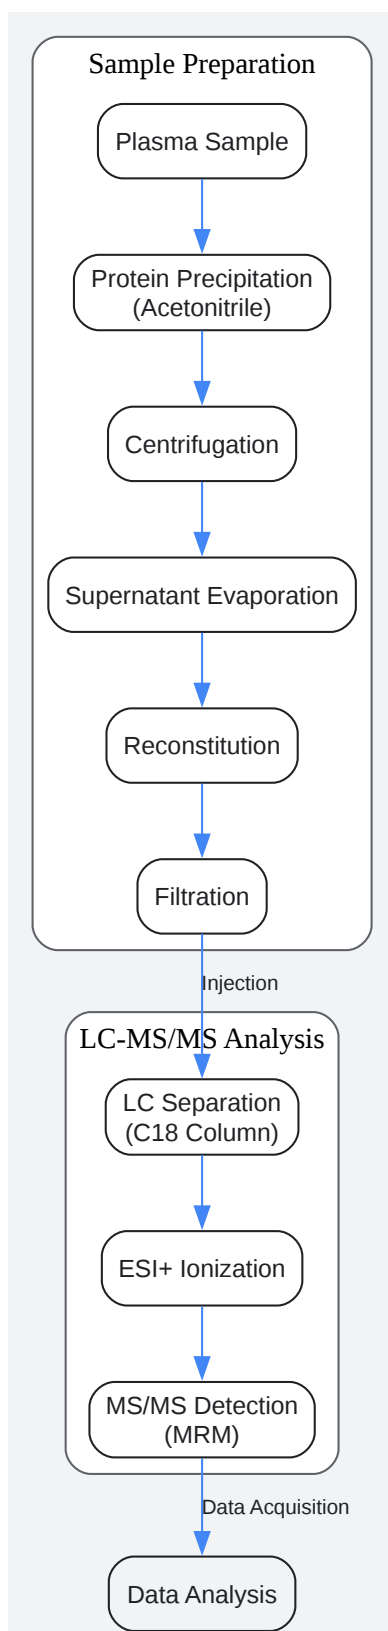 Sample Preparation
Plasma Sample
Protein Precipitation
(Acetonitrile)
Centrifugation
Supernatant Evaporation
Reconstitution
Filtration
Injection
LC-MS/MS Analysis
LC Separation
(C18 Column)
ESI+ Ionization
MS/MS Detection
(MRM)
Data Acquisition
Data Analysis